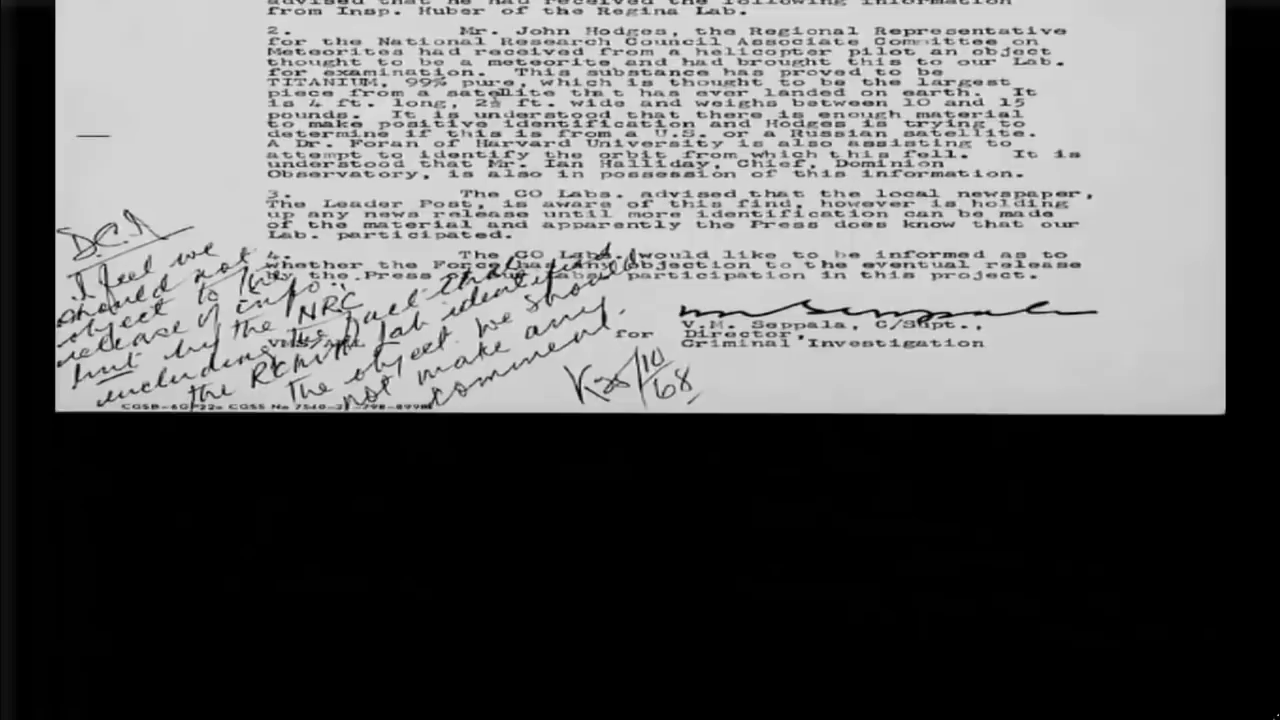 advised that he had received the following information
from Insp. Huber of the Regina Lab.
2. Mr. John Hodges, the Regional Representative
for the National Research Council Associate Committee on
Meteorites had received from a helicopter pilot an object
thought to be a meteorite and had brought this to our Lab.
for examination. This substance has proved to be
TITANIUM, 99% pure, which is thought to be the largest
piece from a satellite that has ever landed on earth. It
is 4 ft. long, 2½ ft. wide and weighs between 10 and 15
pounds. It is understood that there is enough material
to make positive identification and Hodges is trying to
determine if this is from a U.S. or a Russian satellite.
A Dr. Foran of Harvard University is also assisting to
attempt to identify the orbit from which this fell. It is
understood that Mr. Ian Halliday, Chief, Dominion
Observatory, is also in possession of this information.
3. The CO Labs. advised that the local newspaper,
The Leader Post, is aware of this find, however is holding
up any news release until more identification can be made
of the material and apparently the Press does know that our
Lab. participated.
4. The CO Labs. would like to be informed as to
whether the Force has any objection to the eventual release
by the Press of our Labs. participation in this project.
V.M. Seppala, C/Supt.,
for Director,
Criminal Investigation
D.C.I
I feel we
should not
object to the
release of info
but by the NRC
including the fact that
the RCMP Lab identified
the object. We should
not make any
comment.
/10
/68